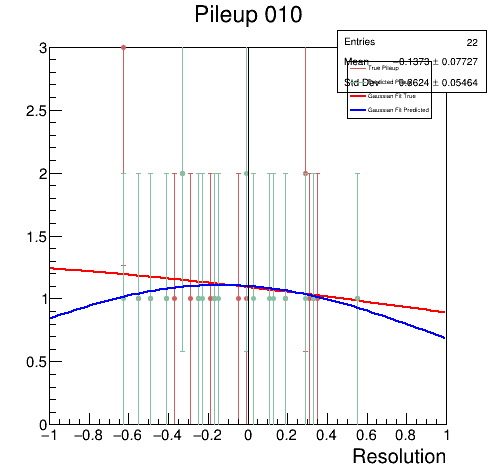 Pileup 010
Entries 22
Mean −0.1373 ± 0.07727
Std Dev 0.3624 ± 0.05464
True Pileup
Predicted Pileup
Gaussian Fit True
Gaussian Fit Predicted
3
2.5
2
1.5
1
0.5
0
−1 −0.8 −0.6 −0.4 −0.2 0 0.2 0.4 0.6 0.8 1
Resolution